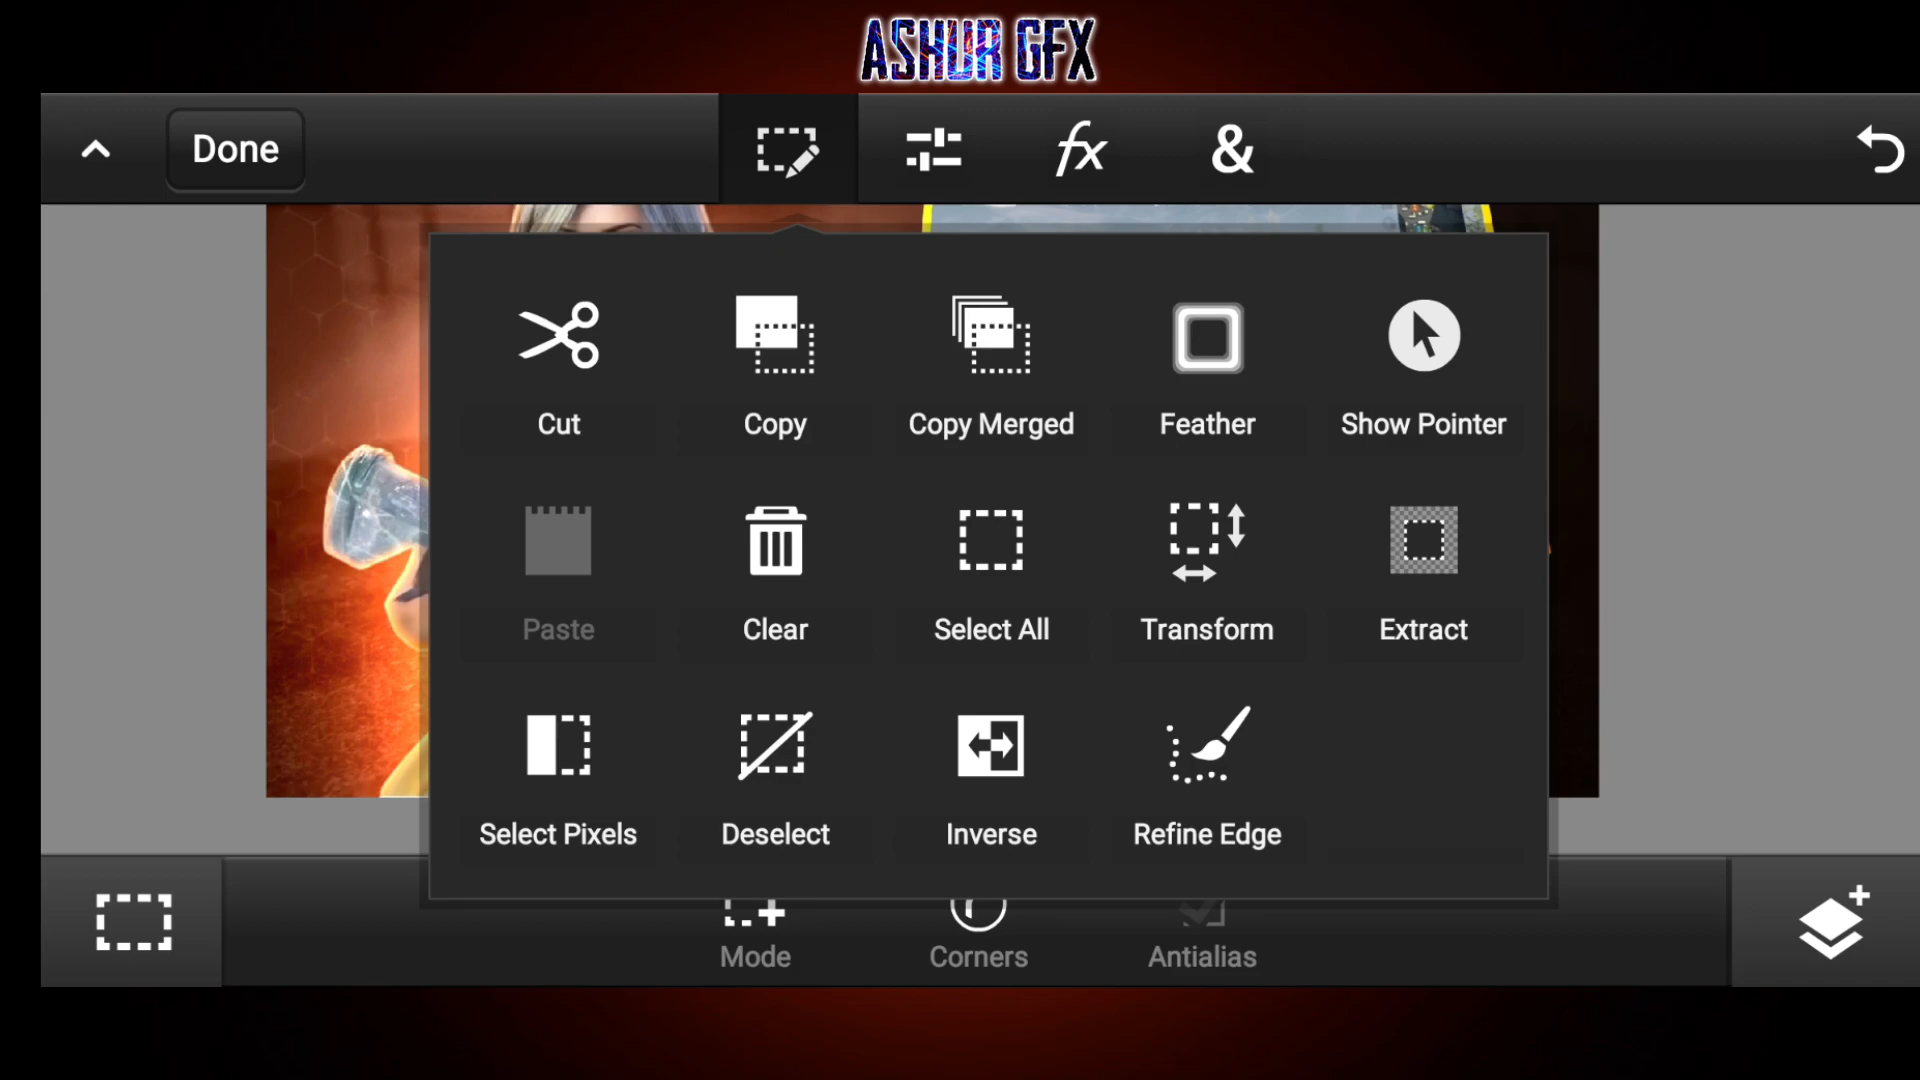 ASHUR GFX
Done
fx
&
Cut
Copy
Copy Merged
Feather
Show Pointer
Paste
Clear
Select All
Transform
Extract
Select Pixels
Deselect
Inverse
Refine Edge
Mode
Corners
Antialias